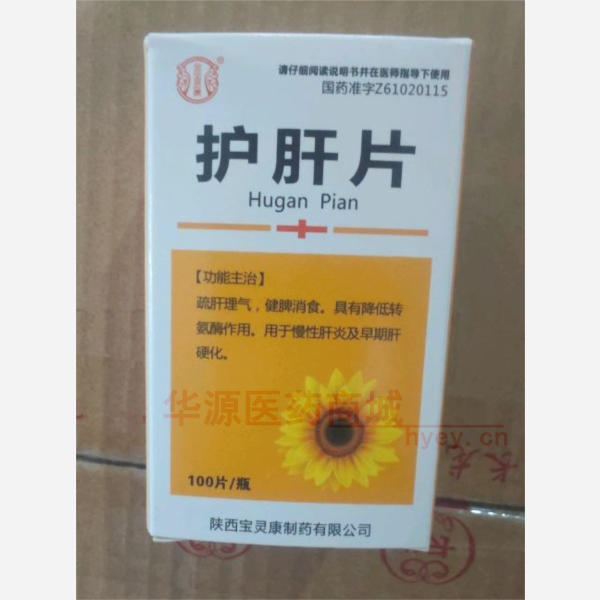 请仔细阅读说明书并在医师指导下使用
国药准字Z61020115
护肝片
Hugan Pian
【功能主治】
疏肝理气，健脾消食。具有降低转
氨酶作用。用于慢性肝炎及早期肝
硬化。
华源医药商城
hyey.cn
100片/瓶
陕西宝灵康制药有限公司